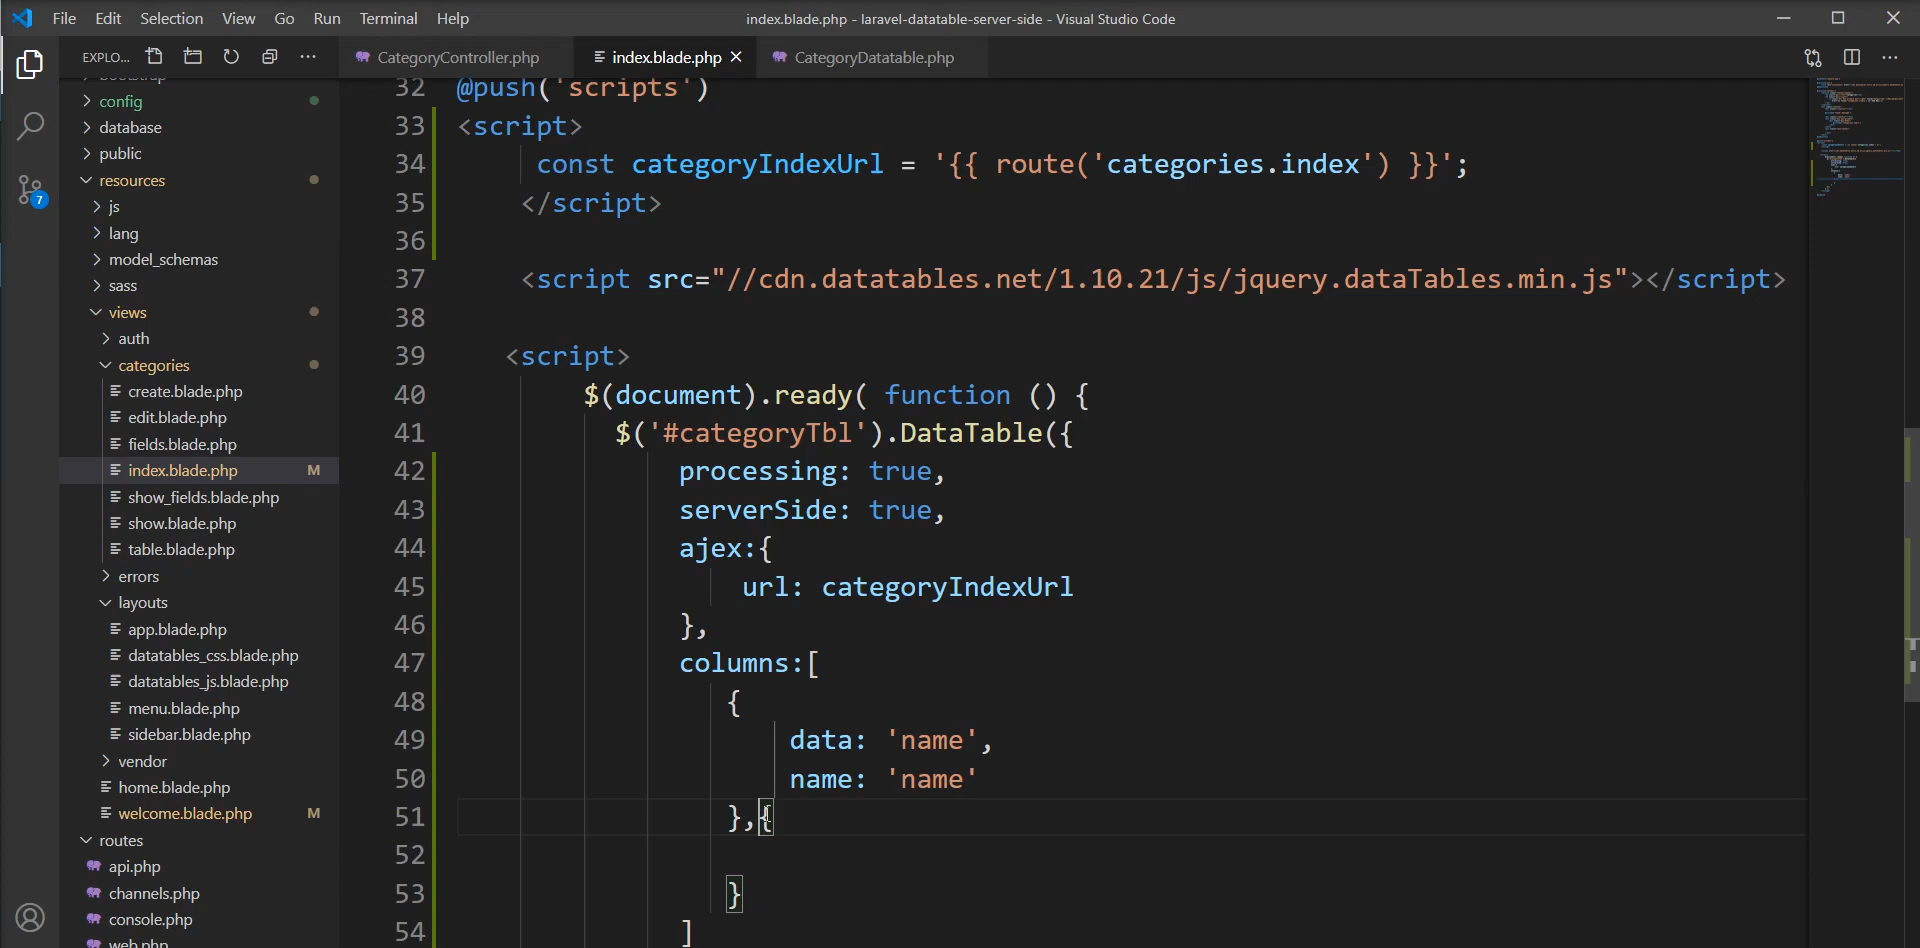 File Edit Selection View Go Run Terminal Help
index.blade.php - laravel-datatable-server-side - Visual Studio Code
EXPLO...
CategoryController.php
index.blade.php
CategoryDatatable.php
bootstrap
config
database
public
resources
js
lang
model_schemas
sass
views
auth
categories
create.blade.php
edit.blade.php
fields.blade.php
index.blade.php M
show_fields.blade.php
show.blade.php
table.blade.php
errors
layouts
app.blade.php
datatables_css.blade.php
datatables_js.blade.php
menu.blade.php
sidebar.blade.php
vendor
home.blade.php
welcome.blade.php M
routes
api.php
channels.php
console.php
web.php
7
32 @push('scripts')
33 <script>
34 const categoryIndexUrl = '{{ route('categories.index') }}';
35 </script>
36
37 <script src="//cdn.datatables.net/1.10.21/js/jquery.dataTables.min.js"></script>
38
39 <script>
40 $(document).ready( function () {
41 $('#categoryTbl').DataTable({
42 processing: true,
43 serverSide: true,
44 ajex:{
45 url: categoryIndexUrl
46 },
47 columns:[
48 {
49 data: 'name',
50 name: 'name'
51 },{
52
53 }
54 ]